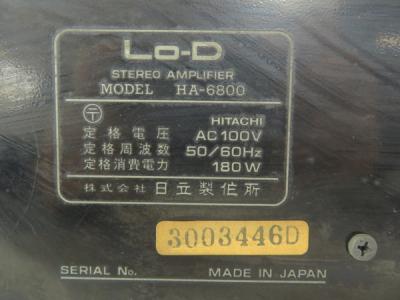 Lo-D
STEREO AMPLIFIER
MODEL HA-6800
〒 HITACHI
定格電圧 AC100V
定格周波数 50/60Hz
定格消費電力 180W
株式会社 日立製作所
3003446D
SERIAL No. MADE IN JAPAN